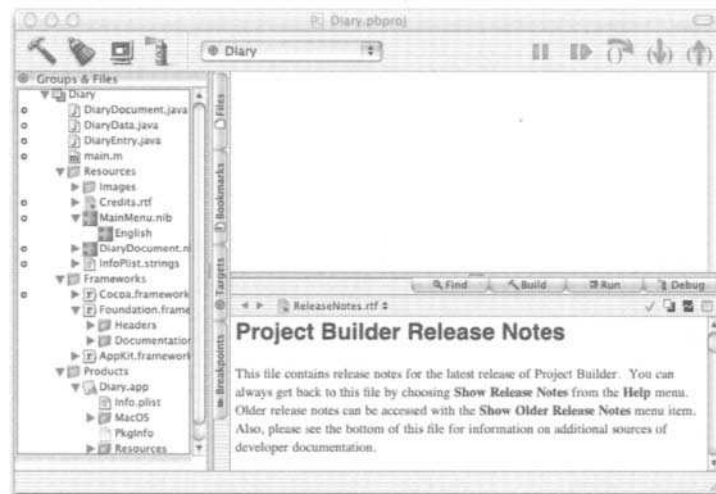 Diary.pbproj
Diary
Groups & Files
Diary
DiaryDocument.java
DiaryData.java
DiaryEntry.java
main.m
Resources
Images
Credits.rtf
MainMenu.nib
English
DiaryDocument.n
InfoPlist.strings
Frameworks
Cocoa.framework
Foundation.frame
Headers
Documentation
AppKit.framework
Products
Diary.app
Info.plist
MacOS
PkgInfo
Resources
Files
Bookmarks
Targets
Breakpoints
Find
Build
Run
Debug
ReleaseNotes.rtf
Project Builder Release Notes
This file contains release notes for the latest release of Project Builder. You can
always get back to this file by choosing Show Release Notes from the Help menu.
Older release notes can be accessed with the Show Older Release Notes menu item.
Also, please see the bottom of this file for information on additional sources of
developer documentation.